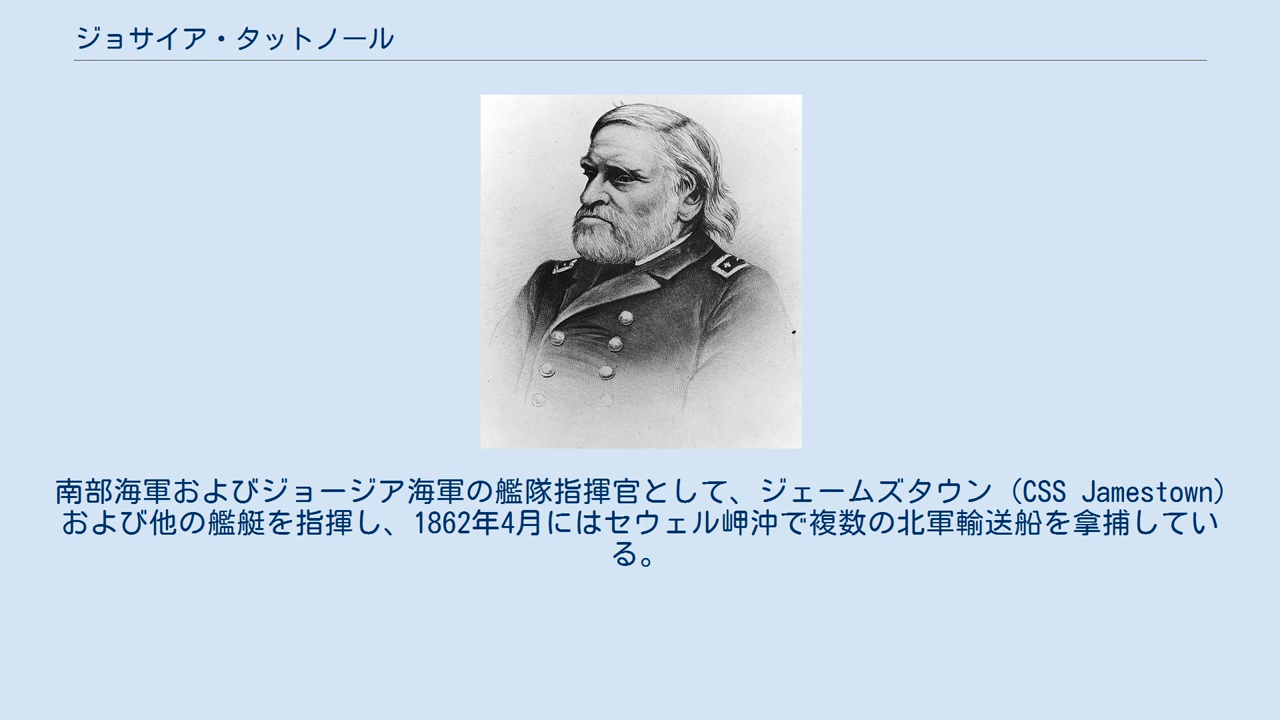 ジョサイア・タットノール
南部海軍およびジョージア海軍の艦隊指揮官として、ジェームズタウン（CSS Jamestown）
および他の艦艇を指揮し、1862年4月にはセウェル岬沖で複数の北軍輸送船を拿捕してい
る。